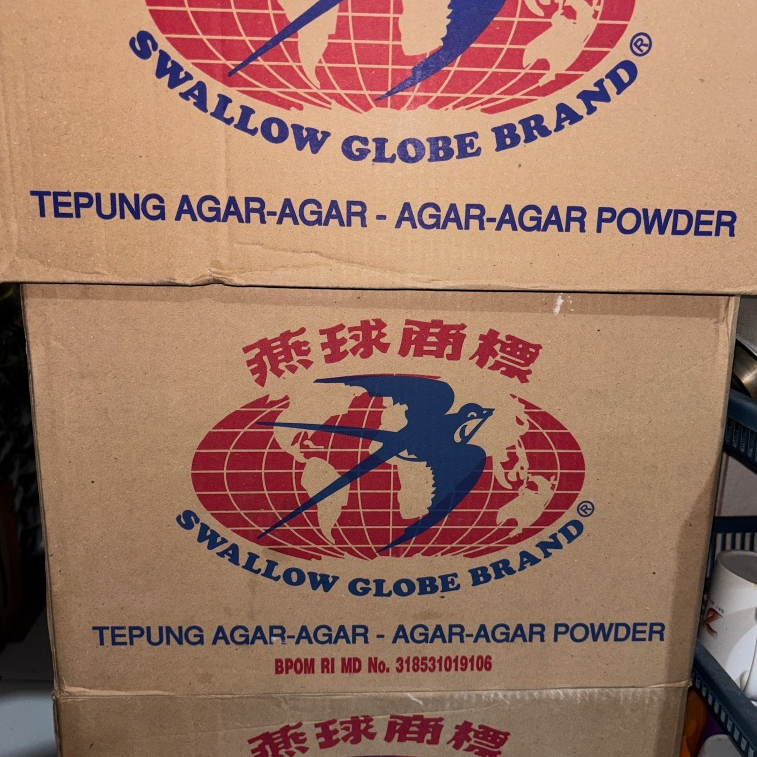 SWALLOW GLOBE BRAND®
TEPUNG AGAR-AGAR - AGAR-AGAR POWDER
燕球商標
SWALLOW GLOBE BRAND®
TEPUNG AGAR-AGAR - AGAR-AGAR POWDER
BPOM RI MD No. 318531019106
燕球商標